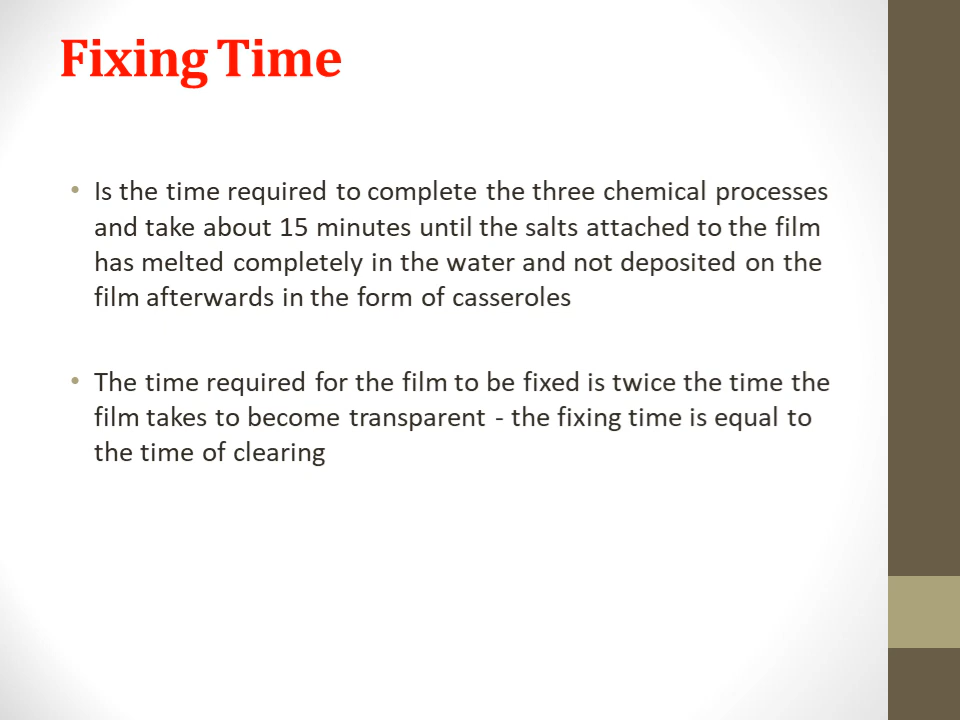 Fixing Time
• Is the time required to complete the three chemical processes
and take about 15 minutes until the salts attached to the film
has melted completely in the water and not deposited on the
film afterwards in the form of casseroles
• The time required for the film to be fixed is twice the time the
film takes to become transparent - the fixing time is equal to
the time of clearing